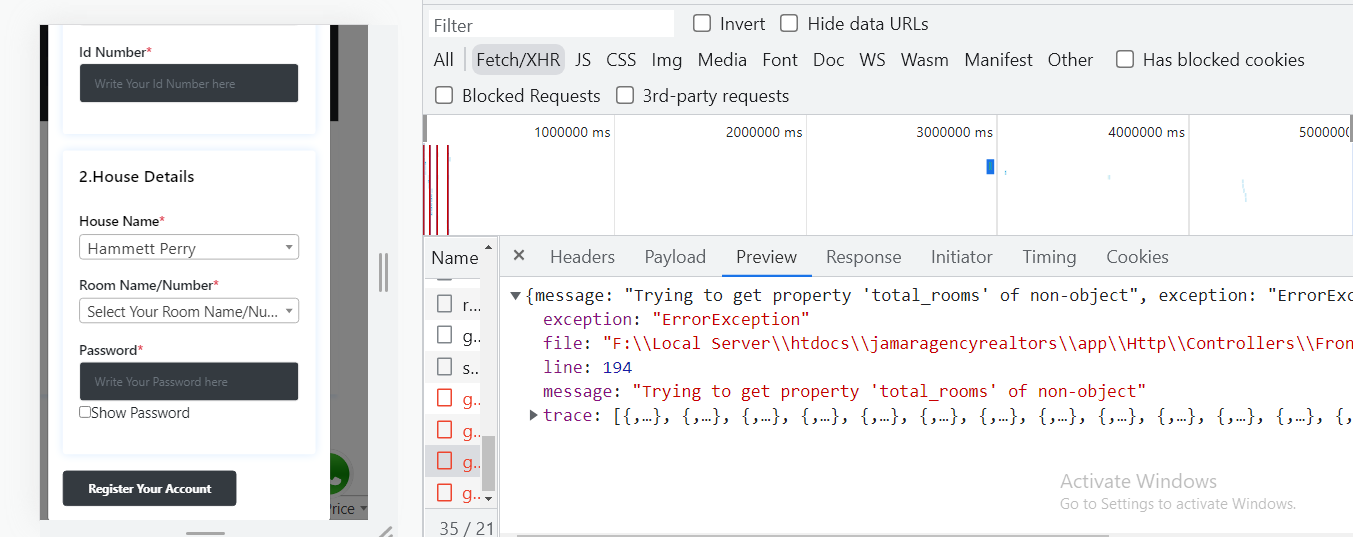 Id Number*
Write Your Id Number here
2.House Details
House Name*
Hammett Perry
Room Name/Number*
Select Your Room Name/Nu...
Password*
Write Your Password here
Show Password
Register Your Account
Price
Filter
Invert
Hide data URLs
All Fetch/XHR JS CSS Img Media Font Doc WS Wasm Manifest Other
Has blocked cookies
Blocked Requests
3rd-party requests
1000000 ms 2000000 ms 3000000 ms 4000000 ms 5000000
Name
r...
g..
s...
g..
g..
g..
g..
35 / 21
× Headers Payload Preview Response Initiator Timing Cookies
▼{message: "Trying to get property 'total_rooms' of non-object", exception: "ErrorExc
exception: "ErrorException"
file: "F:\\Local Server\\htdocs\\jamaragencyrealtors\\app\\Http\\Controllers\\Fron
line: 194
message: "Trying to get property 'total_rooms' of non-object"
▶trace: [{,…}, {,…}, {,…}, {,…}, {,…}, {,…}, {,…}, {,…}, {,…}, {,…}, {,…}, {,…}, {,
Activate Windows
Go to Settings to activate Windows.